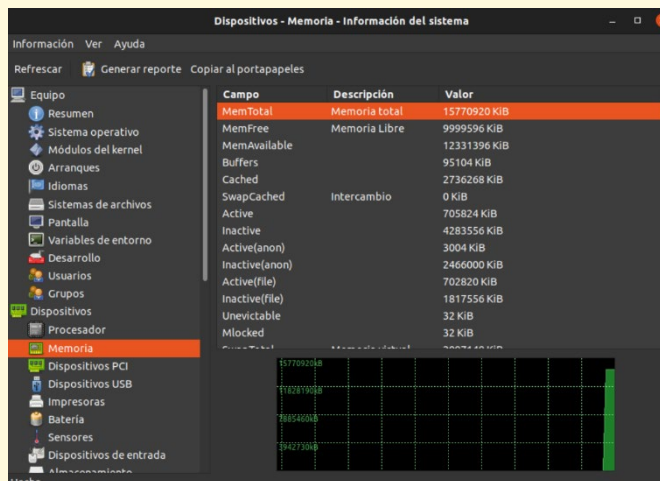 Dispositivos - Memoria - Información del sistema
Información Ver Ayuda
Refrescar Generar reporte Copiar al portapapeles
Equipo
Resumen
Sistema operativo
Módulos del kernel
Arranques
Idiomas
Sistemas de archivos
Pantalla
Variables de entorno
Desarrollo
Usuarios
Grupos
Dispositivos
Procesador
Memoria
Dispositivos PCI
Dispositivos USB
Impresoras
Batería
Sensores
Dispositivos de entrada
Almacenamiento
Campo Descripción Valor
MemTotal Memoria total 15770920 KiB
MemFree Memoria Libre 9999596 KiB
MemAvailable 12331396 KiB
Buffers 95104 KiB
Cached 2736268 KiB
SwapCached Intercambio 0 KiB
Active 705824 KiB
Inactive 4283556 KiB
Active(anon) 3004 KiB
Inactive(anon) 2466000 KiB
Active(file) 702820 KiB
Inactive(file) 1817556 KiB
Unevictable 32 KiB
Mlocked 32 KiB
SwapTotal Memoria virtual
15770920kB
11828190kB
7885460kB
3942730kB